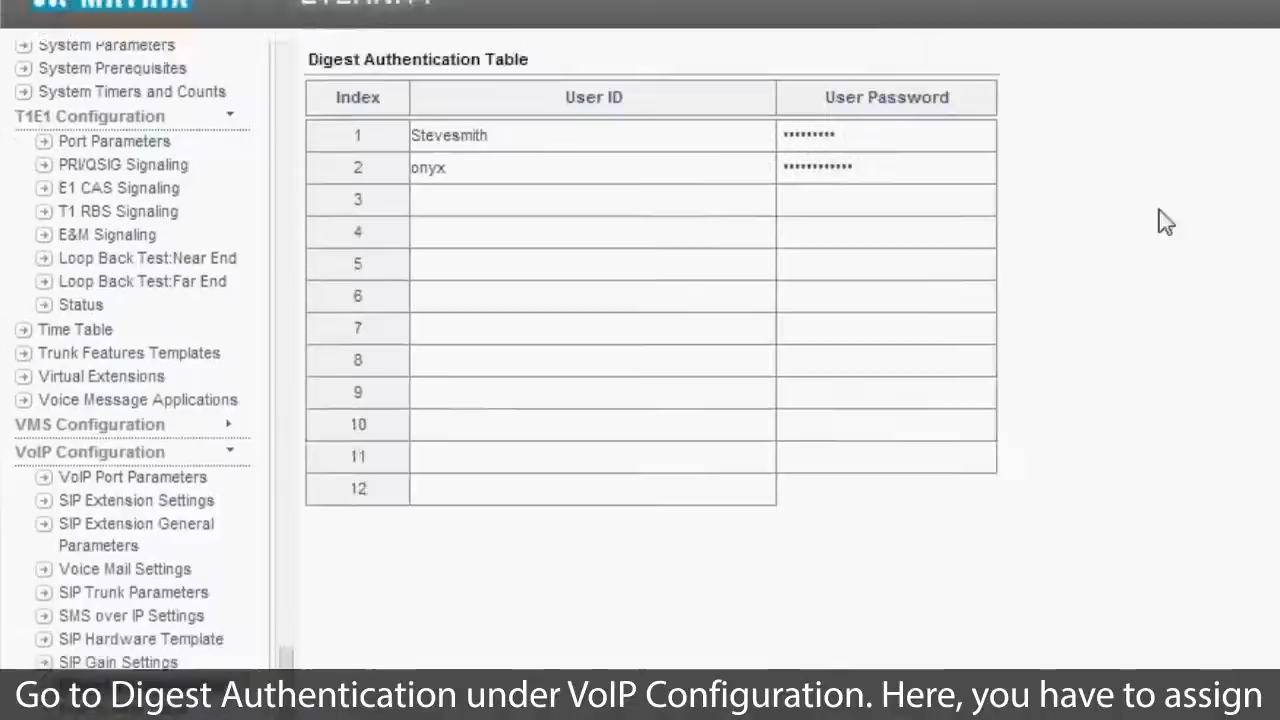 MATRIX
ETERNITY
System Parameters
System Prerequisites
System Timers and Counts
T1E1 Configuration
Port Parameters
PRI/QSIG Signaling
E1 CAS Signaling
T1 RBS Signaling
E&M Signaling
Loop Back Test:Near End
Loop Back Test:Far End
Status
Time Table
Trunk Features Templates
Virtual Extensions
Voice Message Applications
VMS Configuration
VoIP Configuration
VoIP Port Parameters
SIP Extension Settings
SIP Extension General
Parameters
Voice Mail Settings
SIP Trunk Parameters
SMS over IP Settings
SIP Hardware Template
SIP Gain Settings
Digest Authentication Table
Index User ID User Password
1 Stevesmith •••••••••
2 onyx ••••••••••••
3
4
5
6
7
8
9
10
11
12
Go to Digest Authentication under VoIP Configuration. Here, you have to assign